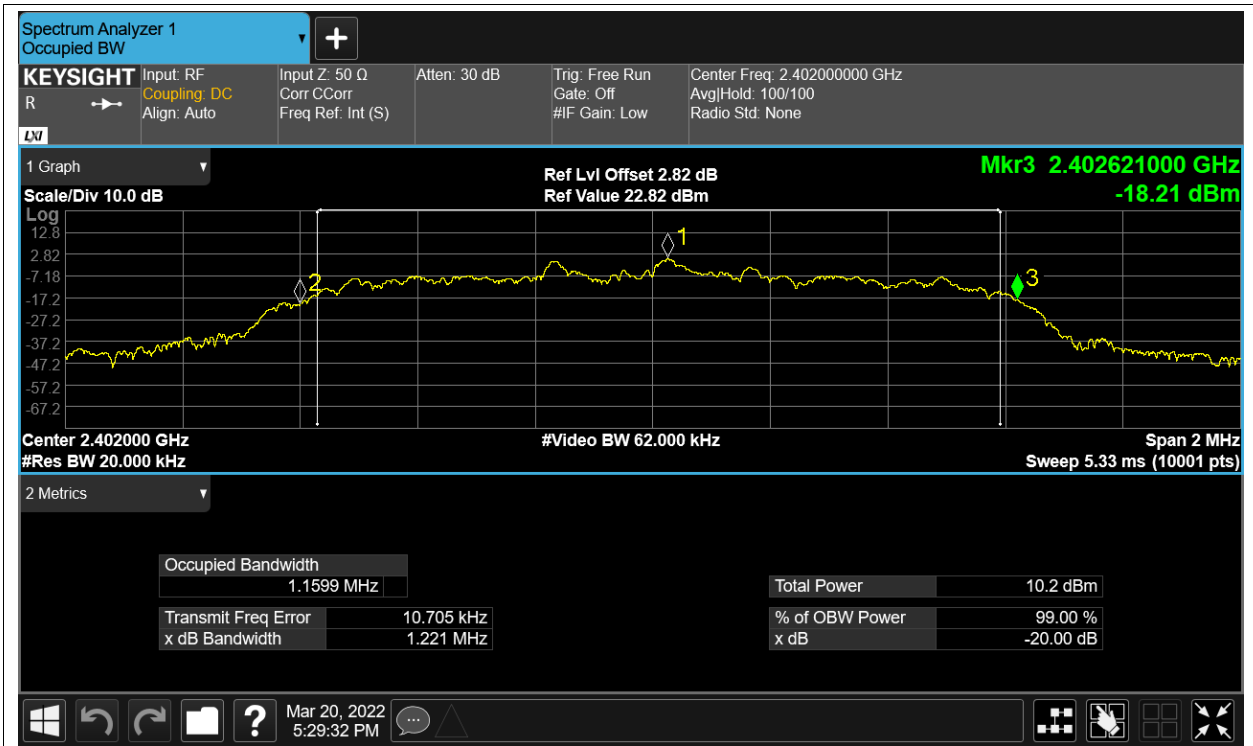 Spectrum Analyzer 1
Occupied BW
KEYSIGHT
R
LXI
Input: RF
Coupling: DC
Align: Auto
Input Z: 50 Ω
Corr CCorr
Freq Ref: Int (S)
Atten: 30 dB
Trig: Free Run
Gate: Off
#IF Gain: Low
Center Freq: 2.402000000 GHz
Avg|Hold: 100/100
Radio Std: None
1 Graph
Scale/Div 10.0 dB
Ref Lvl Offset 2.82 dB
Ref Value 22.82 dBm
Mkr3 2.402621000 GHz
-18.21 dBm
Log
12.8
2.82
-7.18
-17.2
-27.2
-37.2
-47.2
-57.2
-67.2
1
2
3
Center 2.402000 GHz
#Video BW 62.000 kHz
Span 2 MHz
#Res BW 20.000 kHz
Sweep 5.33 ms (10001 pts)
2 Metrics
Occupied Bandwidth
1.1599 MHz
Total Power 10.2 dBm
Transmit Freq Error 10.705 kHz
% of OBW Power 99.00 %
x dB Bandwidth 1.221 MHz
x dB -20.00 dB
?
Mar 20, 2022
5:29:32 PM